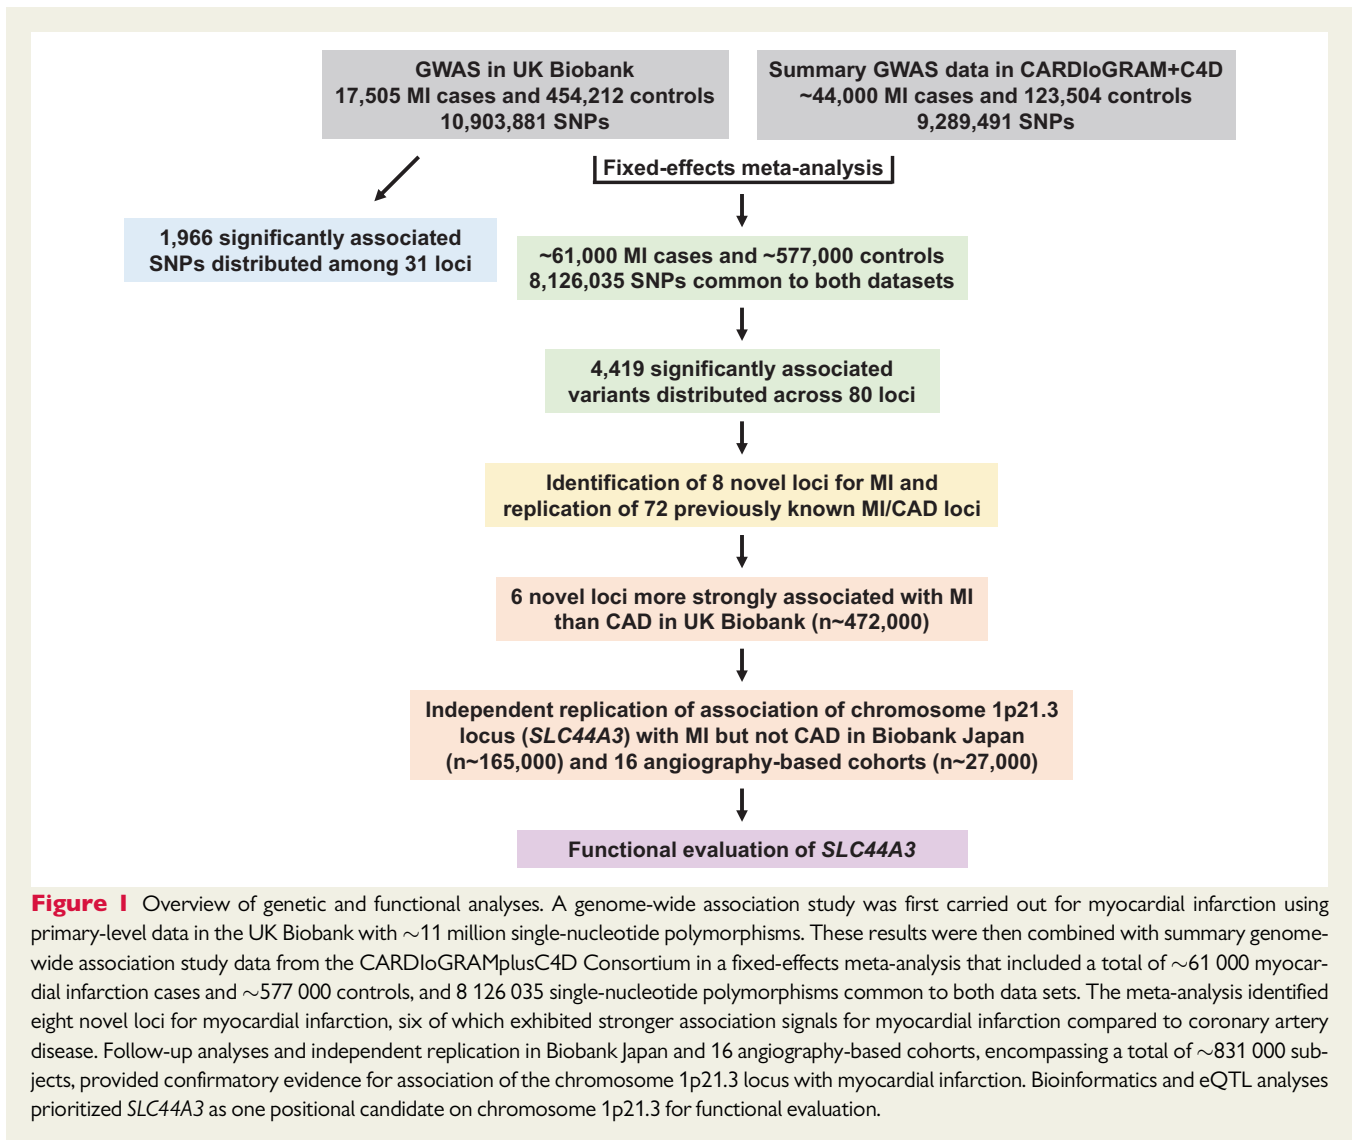 GWAS in UK Biobank
17,505 MI cases and 454,212 controls
10,903,881 SNPs
Summary GWAS data in CARDIoGRAM+C4D
~44,000 MI cases and 123,504 controls
9,289,491 SNPs
Fixed-effects meta-analysis
1,966 significantly associated
SNPs distributed among 31 loci
~61,000 MI cases and ~577,000 controls
8,126,035 SNPs common to both datasets
4,419 significantly associated
variants distributed across 80 loci
Identification of 8 novel loci for MI and
replication of 72 previously known MI/CAD loci
6 novel loci more strongly associated with MI
than CAD in UK Biobank (n~472,000)
Independent replication of association of chromosome 1p21.3
locus (SLC44A3) with MI but not CAD in Biobank Japan
(n~165,000) and 16 angiography-based cohorts (n~27,000)
Functional evaluation of SLC44A3
Figure 1 Overview of genetic and functional analyses. A genome-wide association study was first carried out for myocardial infarction using
primary-level data in the UK Biobank with ~11 million single-nucleotide polymorphisms. These results were then combined with summary genome-
wide association study data from the CARDIoGRAMplusC4D Consortium in a fixed-effects meta-analysis that included a total of ~61 000 myocar-
dial infarction cases and ~577 000 controls, and 8 126 035 single-nucleotide polymorphisms common to both data sets. The meta-analysis identified
eight novel loci for myocardial infarction, six of which exhibited stronger association signals for myocardial infarction compared to coronary artery
disease. Follow-up analyses and independent replication in Biobank Japan and 16 angiography-based cohorts, encompassing a total of ~831 000 sub-
jects, provided confirmatory evidence for association of the chromosome 1p21.3 locus with myocardial infarction. Bioinformatics and eQTL analyses
prioritized SLC44A3 as one positional candidate on chromosome 1p21.3 for functional evaluation.